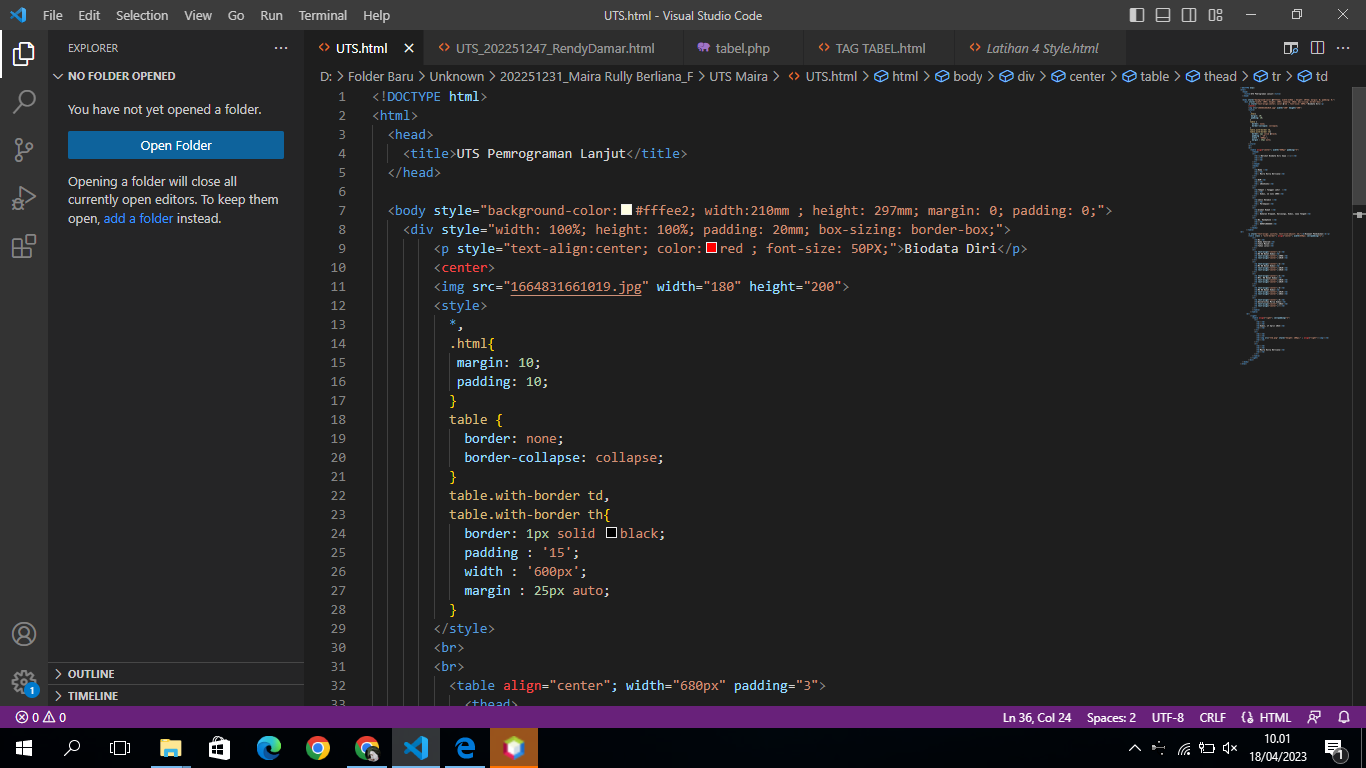 File Edit Selection View Go Run Terminal Help UTS.html - Visual Studio Code
EXPLORER
NO FOLDER OPENED
You have not yet opened a folder.
Open Folder
Opening a folder will close all
currently open editors. To keep them
open, add a folder instead.
OUTLINE
TIMELINE
UTS.html UTS_202251247_RendyDamar.html tabel.php TAG TABEL.html Latihan 4 Style.html
D: > Folder Baru > Unknown > 202251231_Maira Rully Berliana_F > UTS Maira > UTS.html > html > body > div > center > table > thead > tr > td
1 <!DOCTYPE html>
2 <html>
3 <head>
4 <title>UTS Pemrograman Lanjut</title>
5 </head>
6
7 <body style="background-color:#fffee2; width:210mm ; height: 297mm; margin: 0; padding: 0;">
8 <div style="width: 100%; height: 100%; padding: 20mm; box-sizing: border-box;">
9 <p style="text-align:center; color:red ; font-size: 50PX;">Biodata Diri</p>
10 <center>
11 <img src="1664831661019.jpg" width="180" height="200">
12 <style>
13 *,
14 .html{
15 margin: 10;
16 padding: 10;
17 }
18 table {
19 border: none;
20 border-collapse: collapse;
21 }
22 table.with-border td,
23 table.with-border th{
24 border: 1px solid black;
25 padding : '15';
26 width : '600px';
27 margin : 25px auto;
28 }
29 </style>
30 <br>
31 <br>
32 <table align="center"; width="680px" padding="3">
33 <thead>
0 0 Ln 36, Col 24 Spaces: 2 UTF-8 CRLF HTML
1
10.01
18/04/2023
1